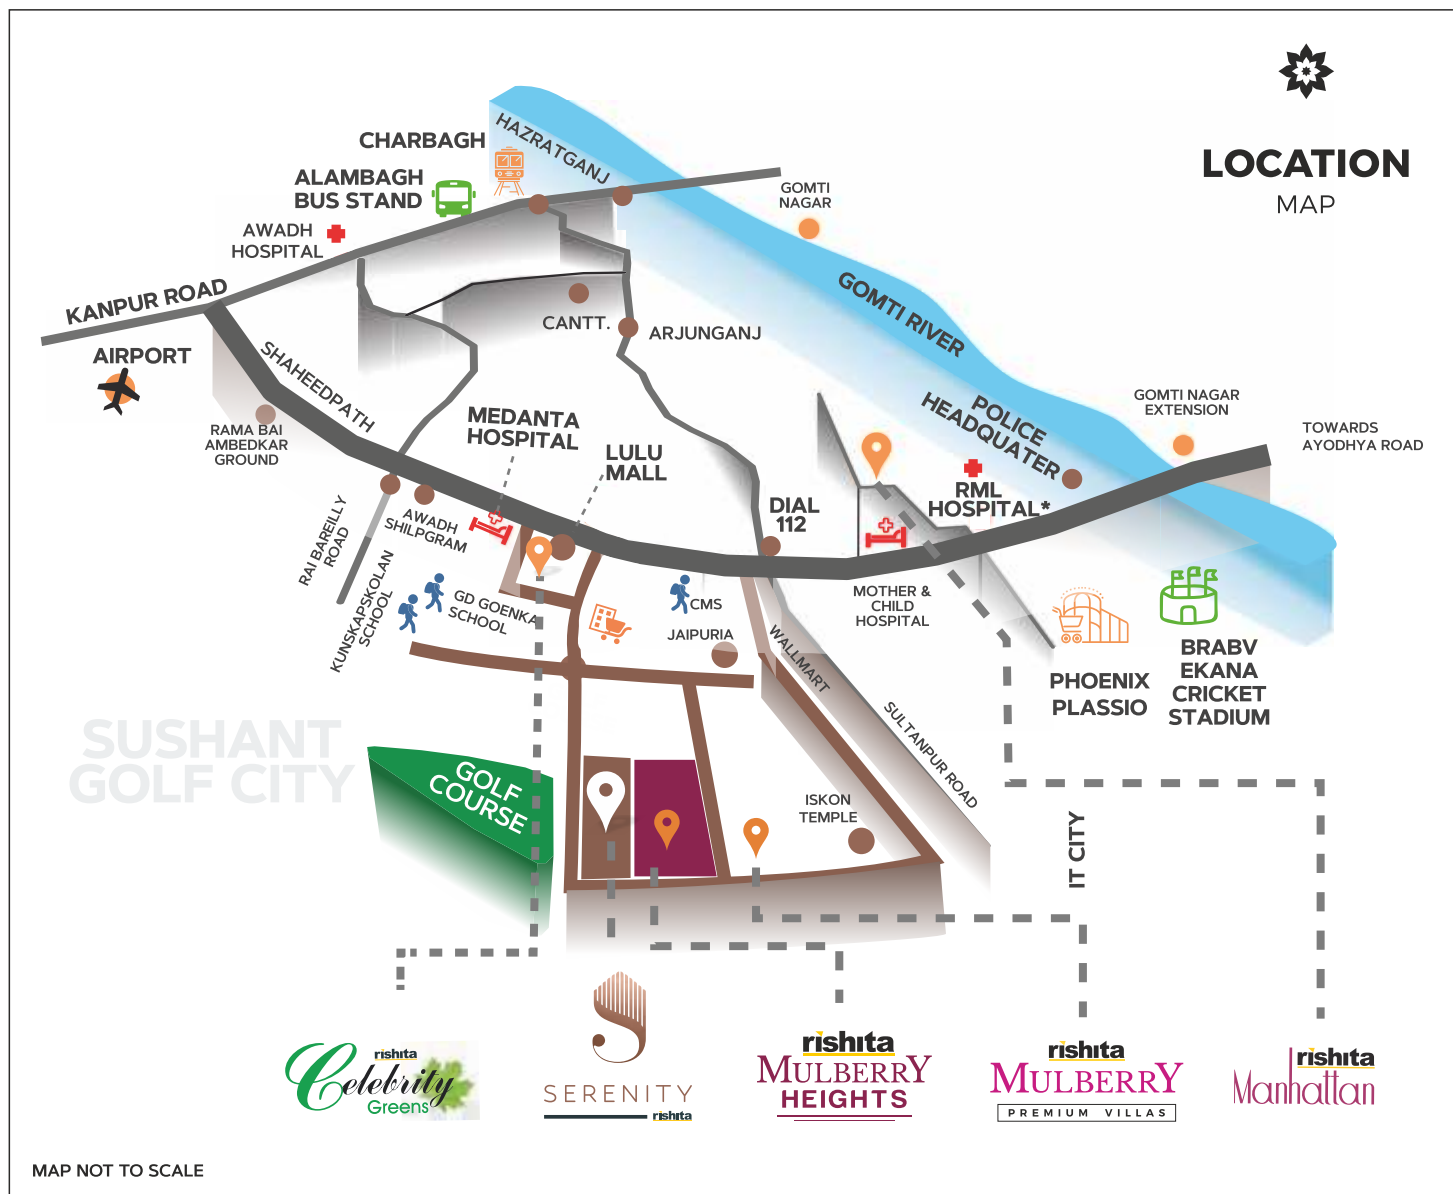 LOCATION
MAP
HAZRATGANJ
CHARBAGH
ALAMBAGH
BUS STAND
AWADH
HOSPITAL
KANPUR ROAD
AIRPORT
SHAHEEDPATH
RAMA BAI
AMBEDKAR
GROUND
CANTT.
ARJUNGANJ
GOMTI
NAGAR
GOMTI RIVER
GOMTI NAGAR
EXTENSION
TOWARDS
AYODHYA ROAD
POLICE
HEADQUATER
RML
HOSPITAL*
MEDANTA
HOSPITAL
LULU
MALL
DIAL
112
RAI BAREILLY
ROAD
AWADH
SHILPGRAM
KUNSKAPSKOLAN
SCHOOL
GD GOENKA
SCHOOL
CMS
JAIPURIA
WALLMART
MOTHER &
CHILD
HOSPITAL
SULTANPUR ROAD
PHOENIX
PLASSIO
BRABV
EKANA
CRICKET
STADIUM
SUSHANT
GOLF CITY
GOLF
COURSE
ISKON
TEMPLE
IT CITY
rishita
Celebrity
Greens
SERENITY
rishita
rishita
MULBERRY
HEIGHTS
rishita
MULBERRY
PREMIUM VILLAS
rishita
Manhattan
MAP NOT TO SCALE